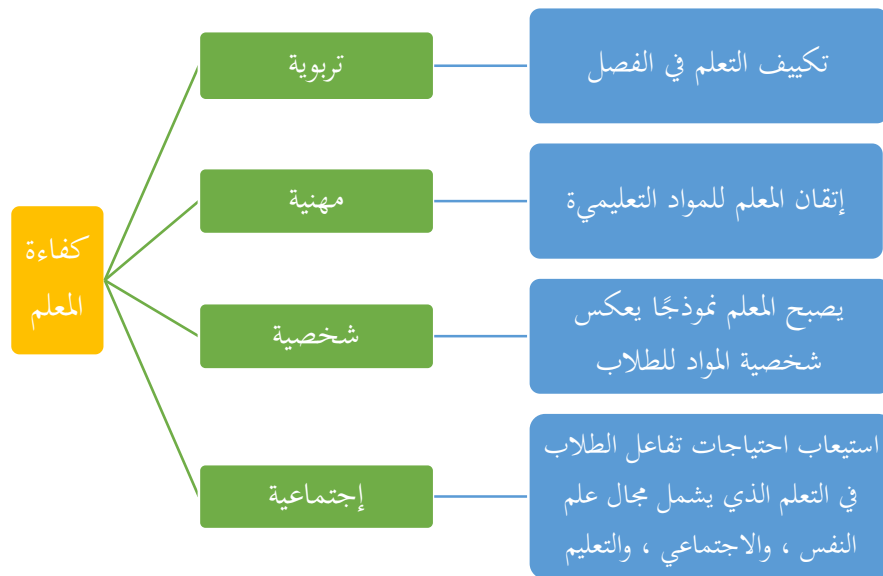 كفاءة
المعلم
تربوية
تكييف التعلم في الفصل
مهنية
إتقان المعلم للمواد التعليميةة
شخصية
يصبح المعلم نموذجًا يعكس
شخصية المواد للطلاب
إجتماعية
استيعاب احتياجات تفاعل الطلاب
في التعلم الذي يشمل مجال علم
النفس ، والاجتماعي ، والتعليم